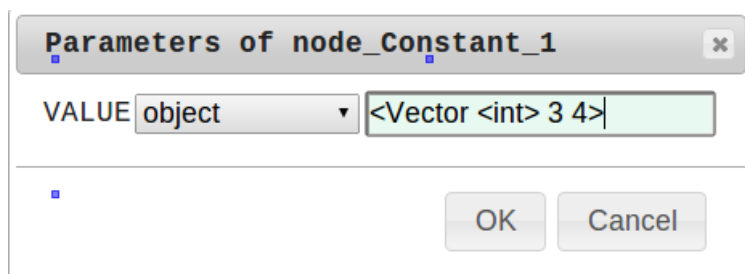 Parameters of node_Constant_1
VALUE object <Vector <int> 3 4>
OK Cancel